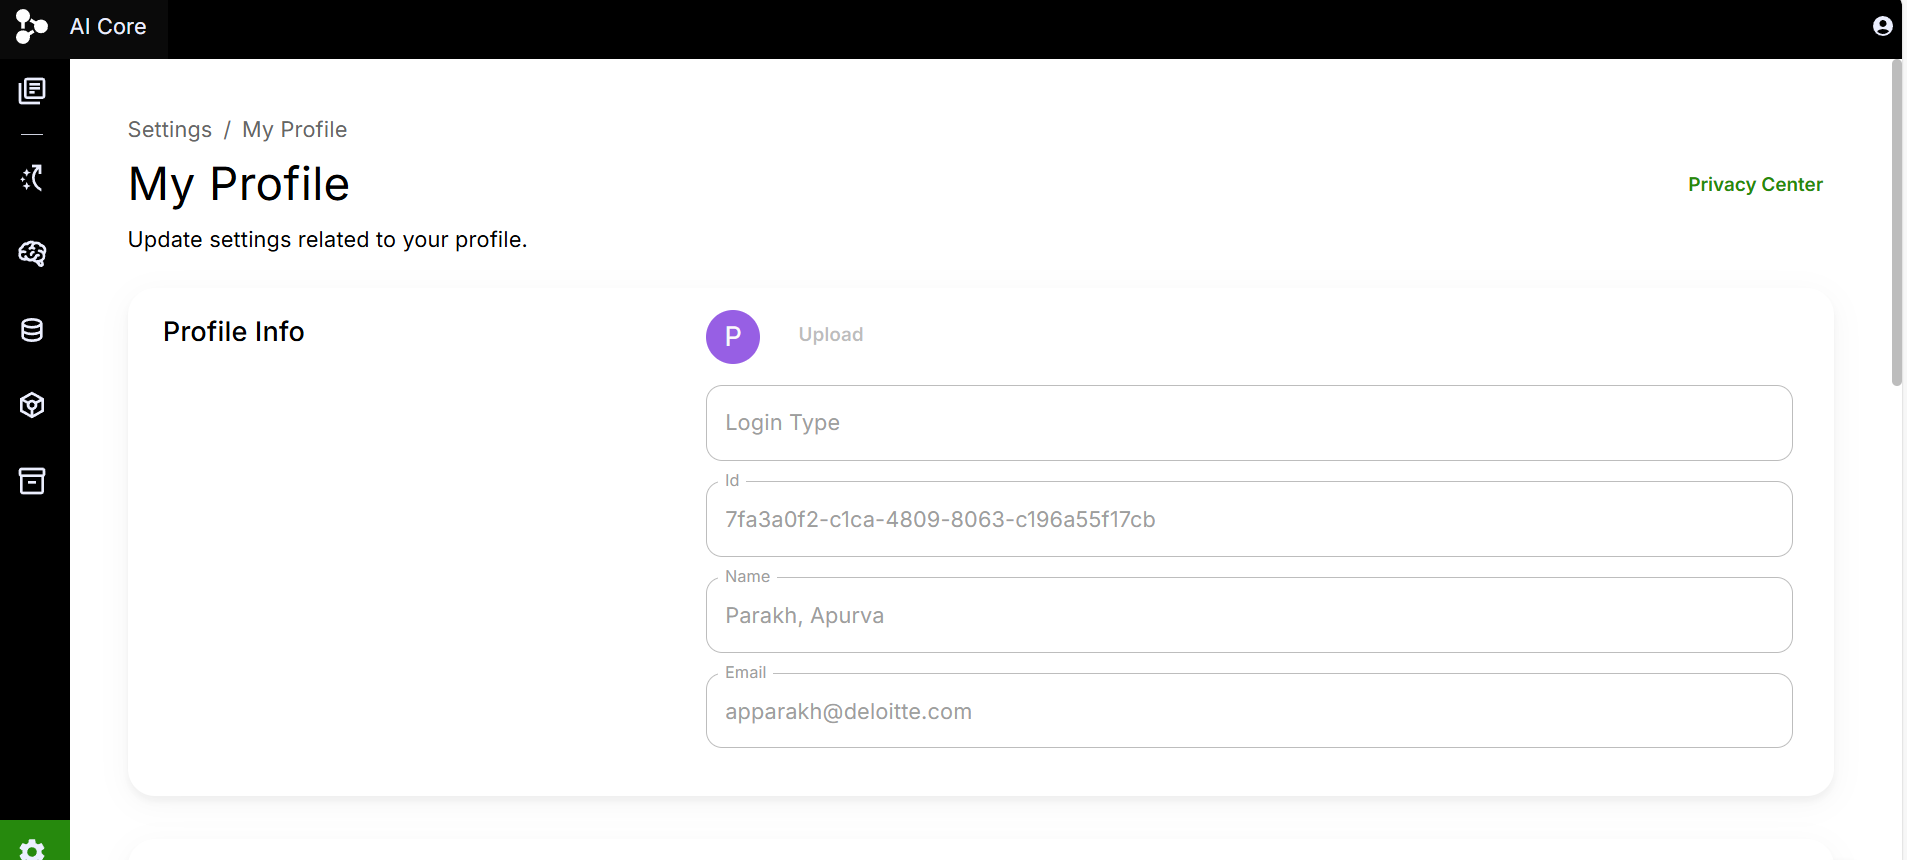 AI Core
Settings / My Profile
My Profile
Privacy Center
Update settings related to your profile.
Profile Info
P
Upload
Login Type
Id
7fa3a0f2-c1ca-4809-8063-c196a55f17cb
Name
Parakh, Apurva
Email
apparakh@deloitte.com